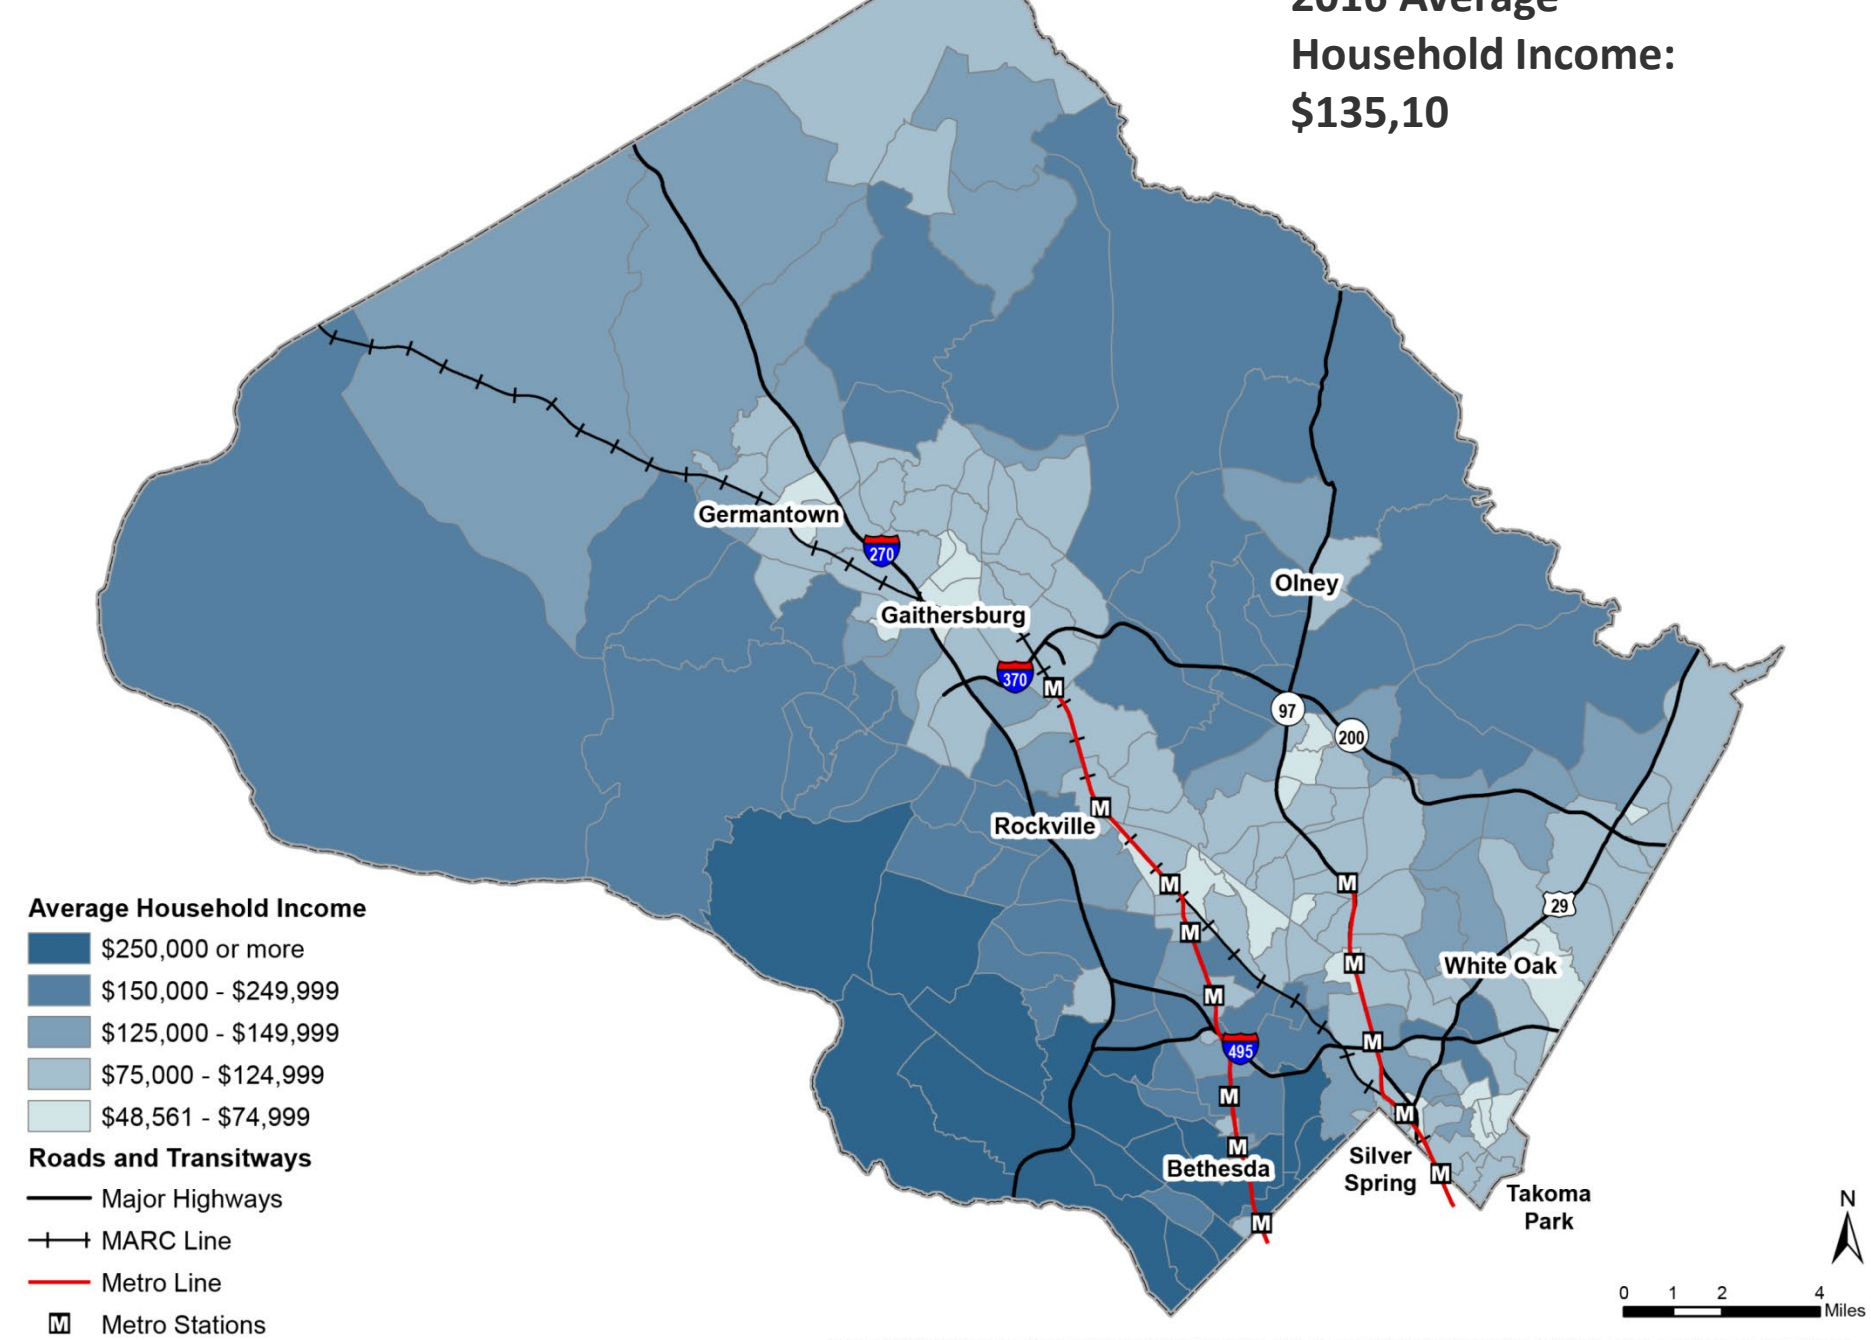 2016 Average
Household Income:
$135,10
Germantown
270
Gaithersburg
Olney
370
M
97
200
M
Rockville
M
M
29
M
White Oak
M
M
M
495
M
M
M
Silver
Spring
Bethesda
M
Takoma
Park
M
Average Household Income
$250,000 or more
$150,000 - $249,999
$125,000 - $149,999
$75,000 - $124,999
$48,561 - $74,999
Roads and Transitways
Major Highways
MARC Line
Metro Line
M Metro Stations
N
0 1 2 4
Miles